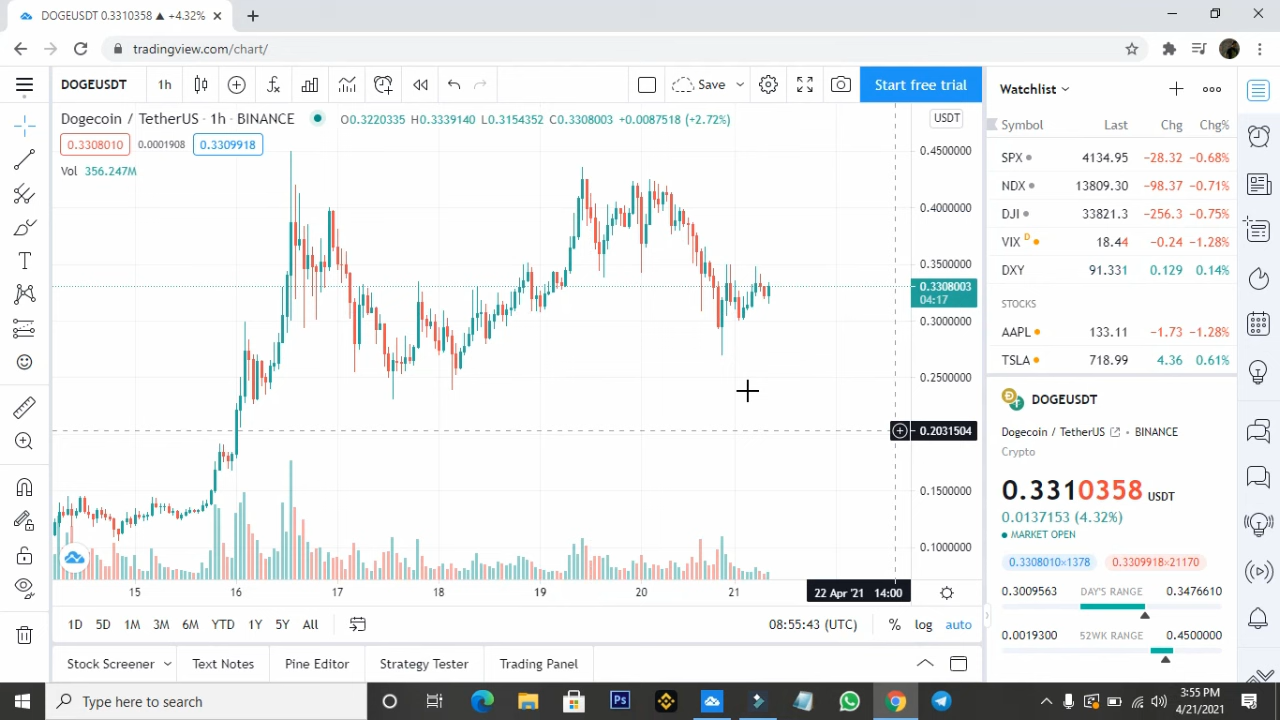 DOGEUSDT 0.3310358 ▲ +4.32%
tradingview.com/chart/
DOGEUSDT 1h Save Start free trial
Dogecoin / TetherUS · 1h · BINANCE O0.3220335 H0.3339140 L0.3154352 C0.3308003 +0.0087518 (+2.72%)
0.3308010 0.0001908 0.3309918
Vol 356.247M
USDT
0.4500000
0.4000000
0.3500000
0.3308003
04:17
0.3000000
0.2500000
0.2031504
0.1500000
0.1000000
15 16 17 18 19 20 21 22 Apr '21 14:00
1D 5D 1M 3M 6M YTD 1Y 5Y All 08:55:43 (UTC) % log auto
Stock Screener Text Notes Pine Editor Strategy Tester Trading Panel
Watchlist
Symbol Last Chg Chg%
SPX 4134.95 −28.32 −0.68%
NDX 13809.30 −98.37 −0.71%
DJI 33821.3 −256.3 −0.75%
VIX D 18.44 −0.24 −1.28%
DXY 91.331 0.129 0.14%
STOCKS
AAPL 133.11 −1.73 −1.28%
TSLA 718.99 4.36 0.61%
DOGEUSDT
Dogecoin / TetherUS • BINANCE
Crypto
0.3310358 USDT
0.0137153 (4.32%)
MARKET OPEN
0.3308010×1378 0.3309918×21170
0.3009563 DAY'S RANGE 0.3476610
0.0019300 52WK RANGE 0.4500000
Type here to search
Ps
3:55 PM
4/21/2021